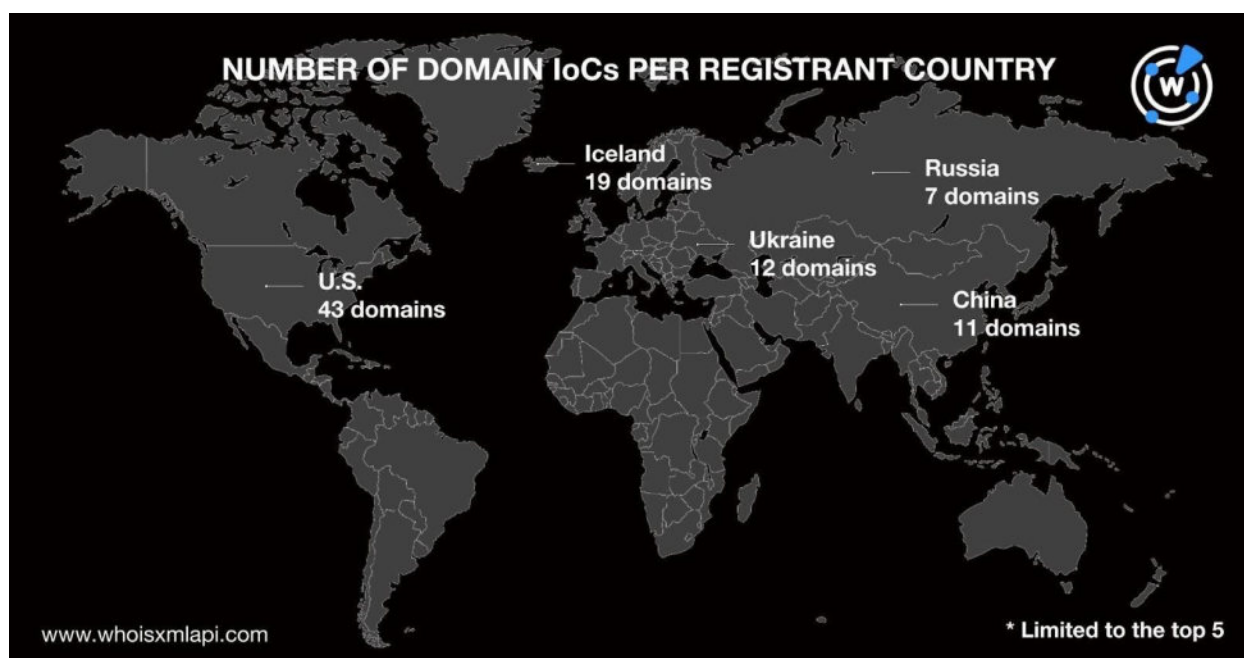 NUMBER OF DOMAIN IoCs PER REGISTRANT COUNTRY
W
Iceland
19 domains
Russia
7 domains
Ukraine
12 domains
U.S.
43 domains
China
11 domains
www.whoisxmlapi.com
* Limited to the top 5